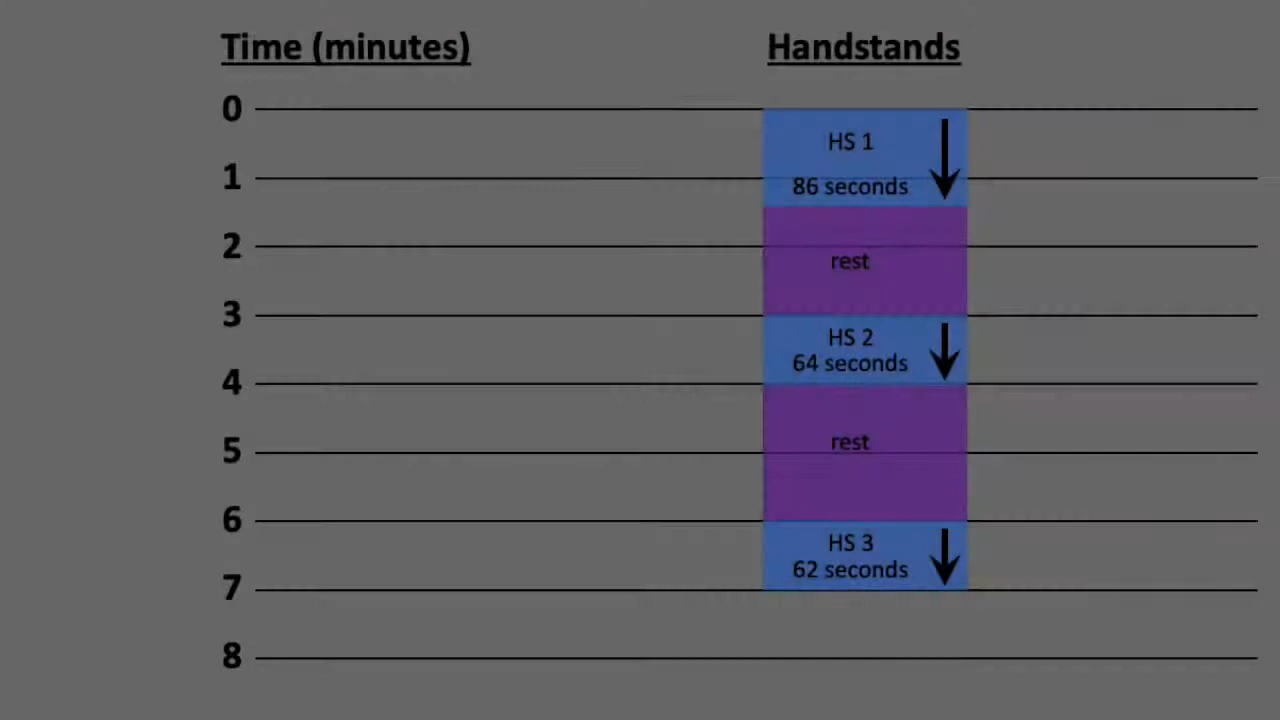 Time (minutes) Handstands
0
HS 1
1
86 seconds
2
rest
3
HS 2
64 seconds
4
rest
5
6
HS 3
62 seconds
7
8